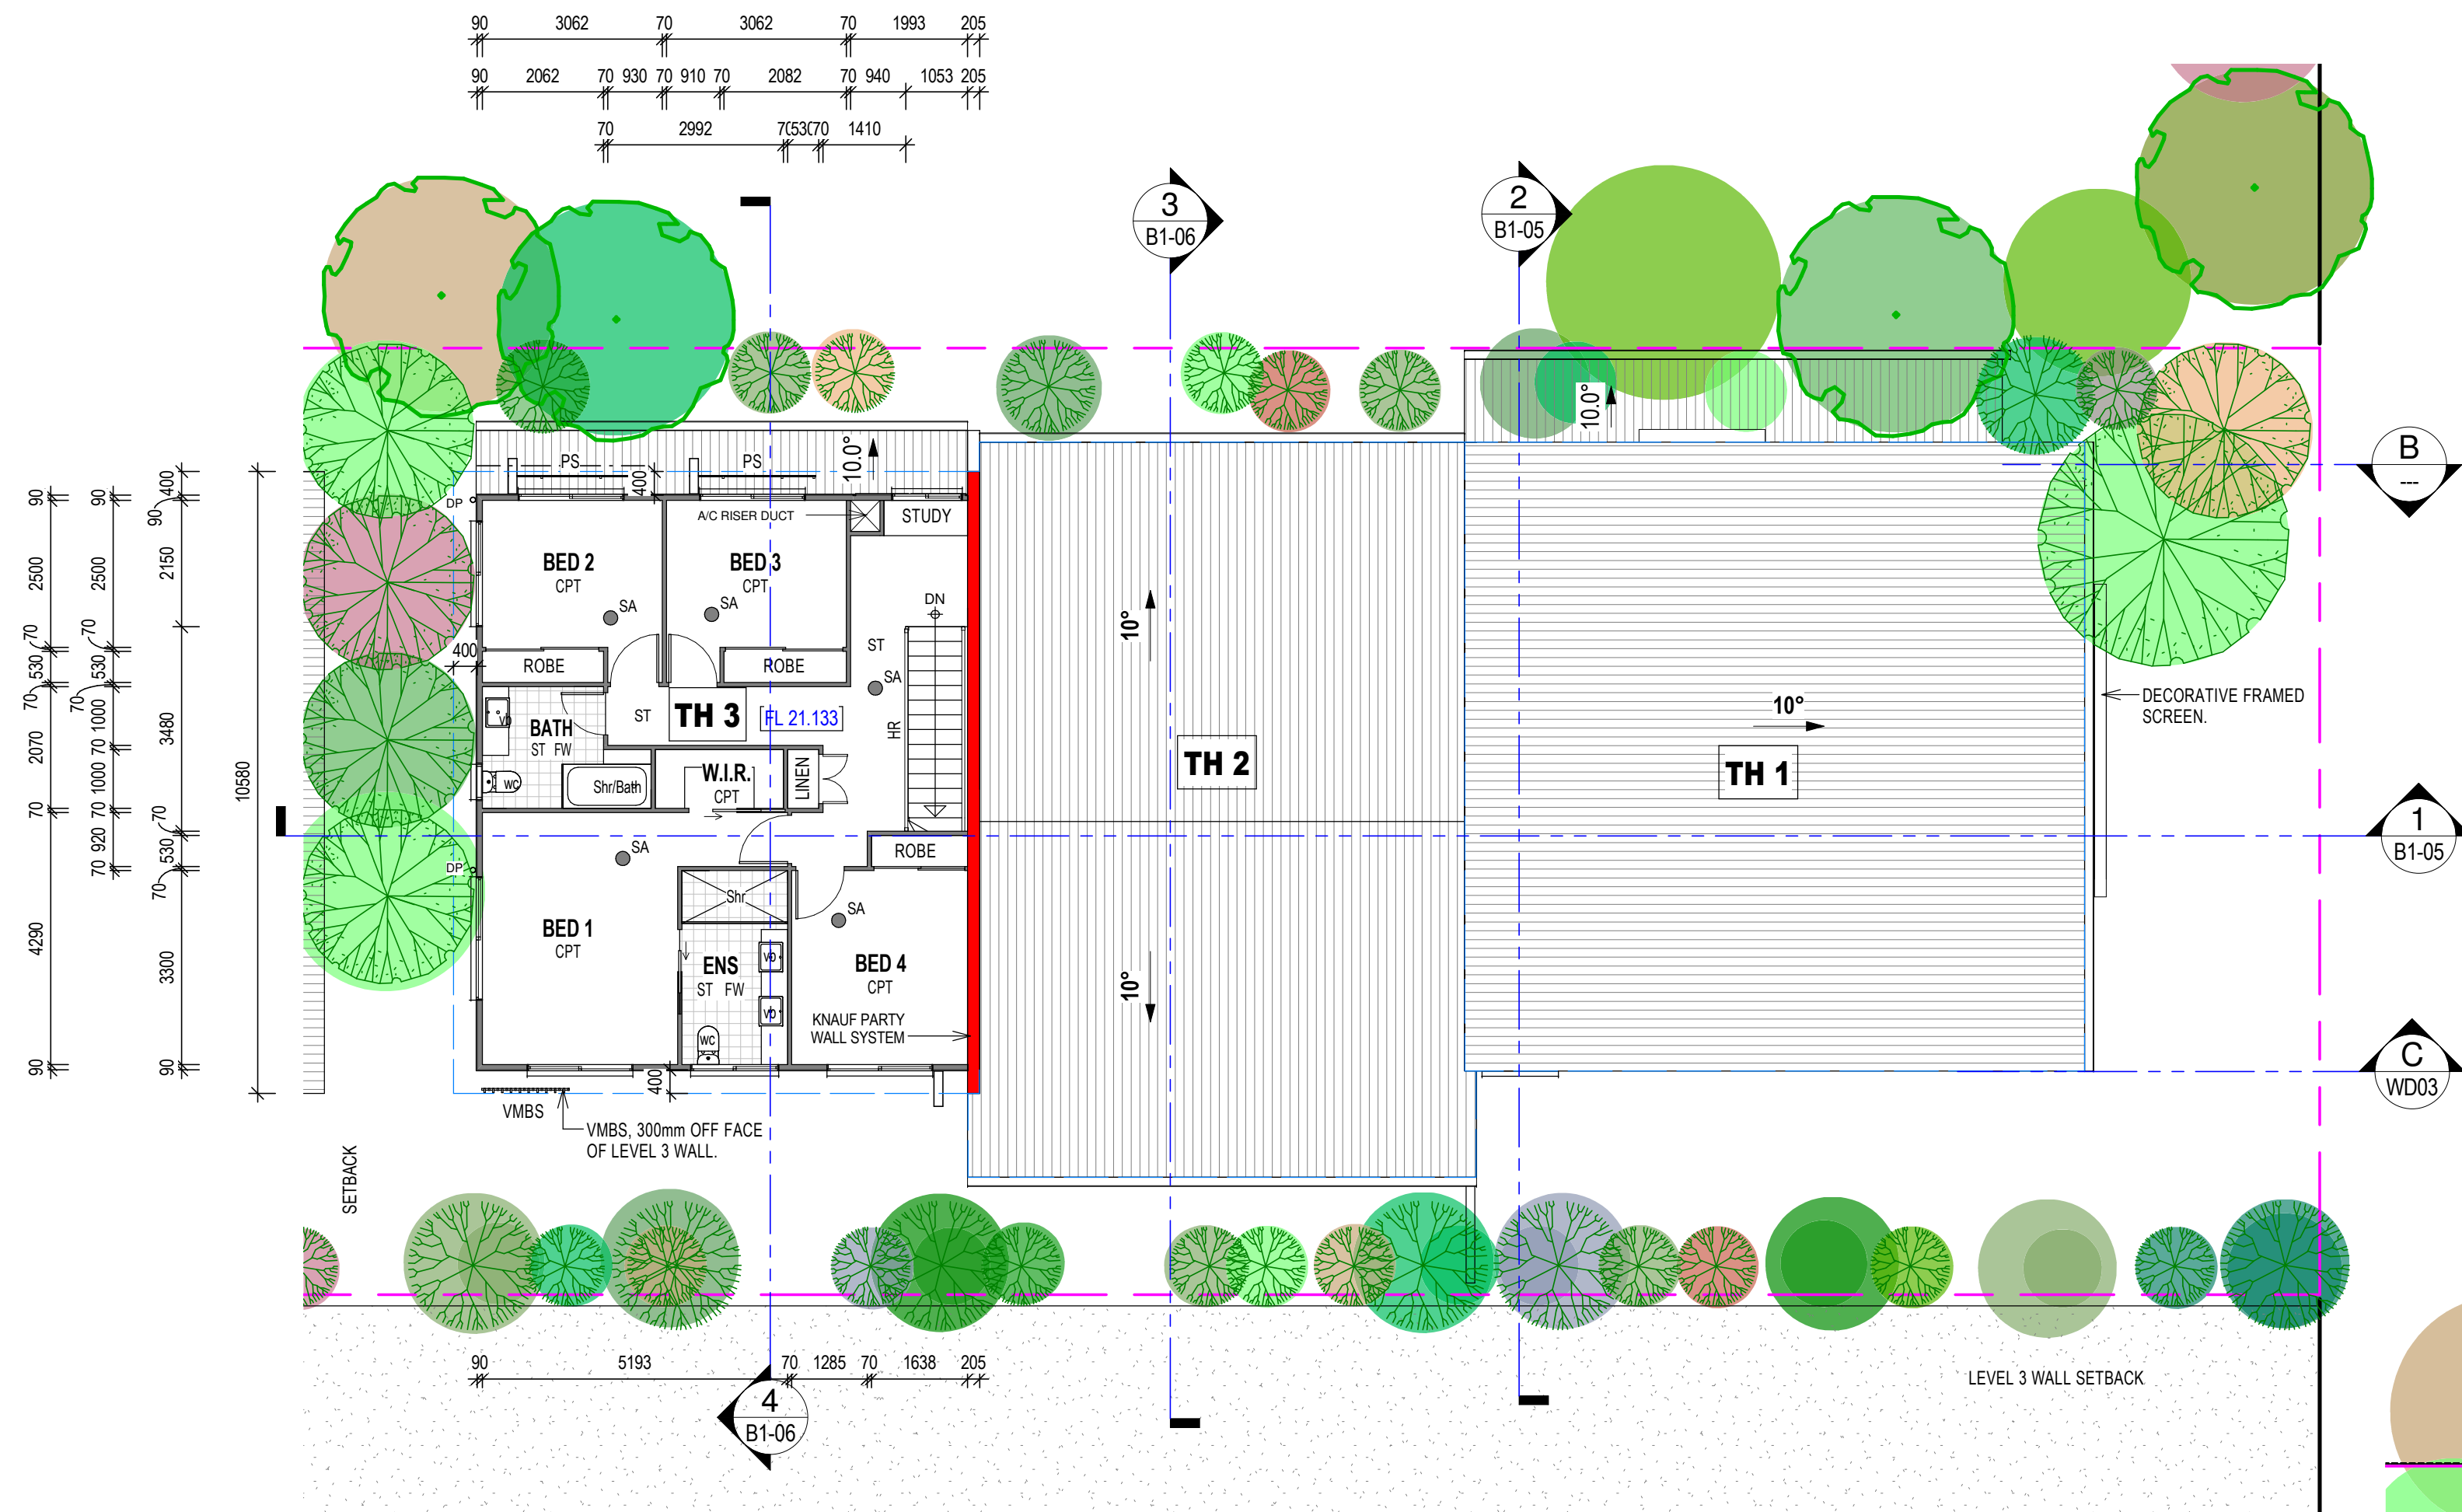 90 3062 70 3062 70 1993 205
90 2062 70 930 70 910 70 2082 70 940 1053 205
70 2992 70 530 70 1410
3
B1-06
2
B1-05
10.0°
10.0°
B
---
PS
PS
400
400
90
90
90
DP
A/C RISER DUCT
STUDY
2500
2500
2150
BED 2
CPT
BED 3
CPT
SA
SA
DN
10°
70
70
530
530
400
ROBE
ROBE
ST
SA
70
70
1000
3480
2070
BATH
ST FW
vb
ST
TH 3
FL 21.133
HR
10°
DECORATIVE FRAMED
SCREEN.
TH 2
TH 1
70
1000
10580
WC
Shr/Bath
W.I.R.
CPT
LINEN
70
70
70
920
530
70
70
SA
ROBE
1
B1-05
DP
Shr
SA
4290
3300
BED 1
CPT
ENS
ST FW
vb
vb
BED 4
CPT
10°
KNAUF PARTY
WALL SYSTEM
WC
90
90
400
C
WD03
VMBS
VMBS, 300mm OFF FACE
OF LEVEL 3 WALL.
SETBACK
90 5193 70 1285 70 1638 205
LEVEL 3 WALL SETBACK
4
B1-06